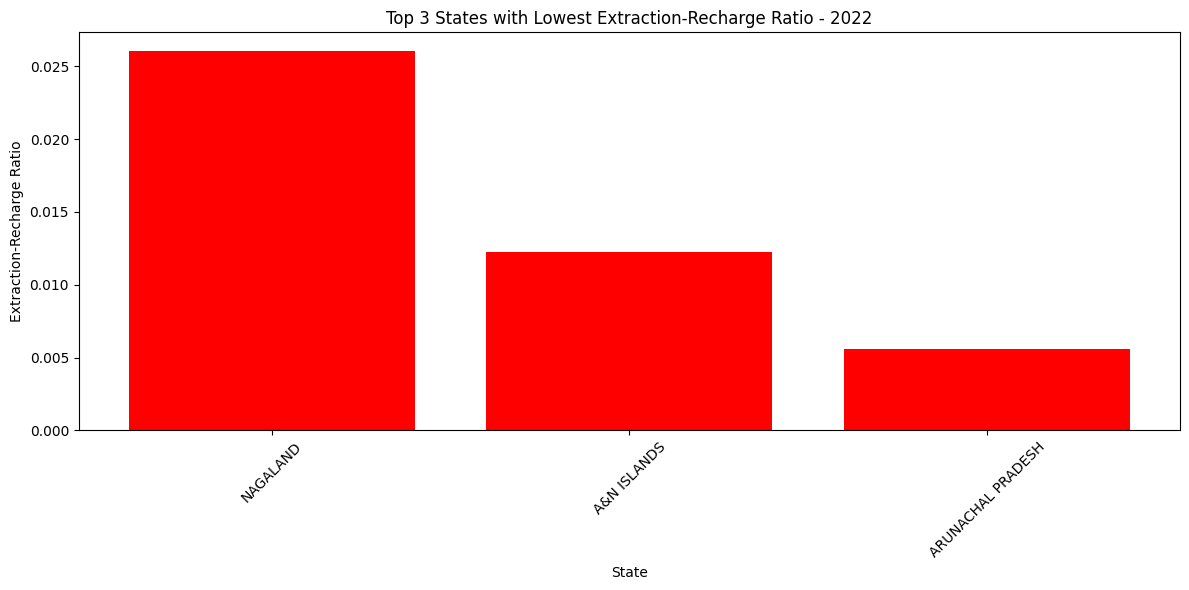 Top 3 States with Lowest Extraction-Recharge Ratio - 2022
Extraction-Recharge Ratio
0.025
0.020
0.015
0.010
0.005
0.000
NAGALAND
A&N ISLANDS
ARUNACHAL PRADESH
State